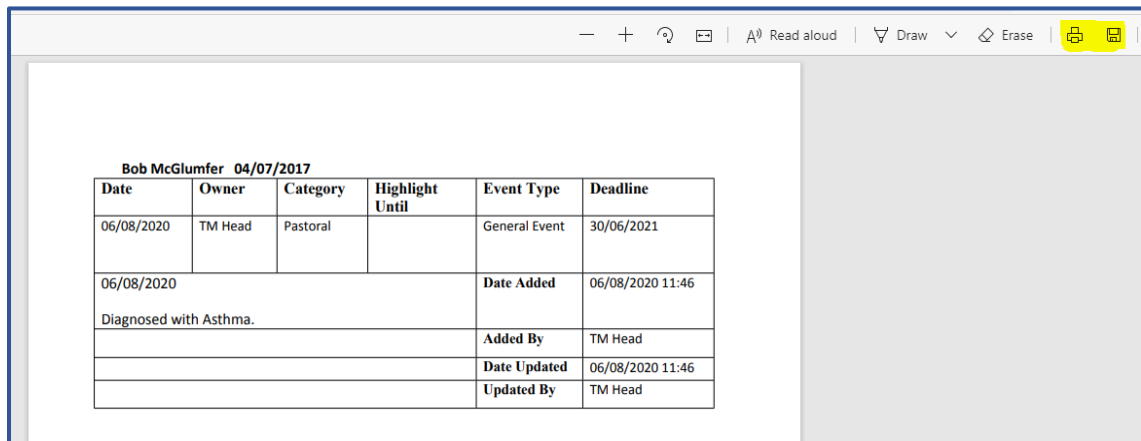 Read aloud Draw Erase
Bob McGlumfer 04/07/2017
Date Owner Category Highlight Until Event Type Deadline
06/08/2020 TM Head Pastoral General Event 30/06/2021
06/08/2020 Date Added 06/08/2020 11:46
Diagnosed with Asthma.
Added By TM Head
Date Updated 06/08/2020 11:46
Updated By TM Head